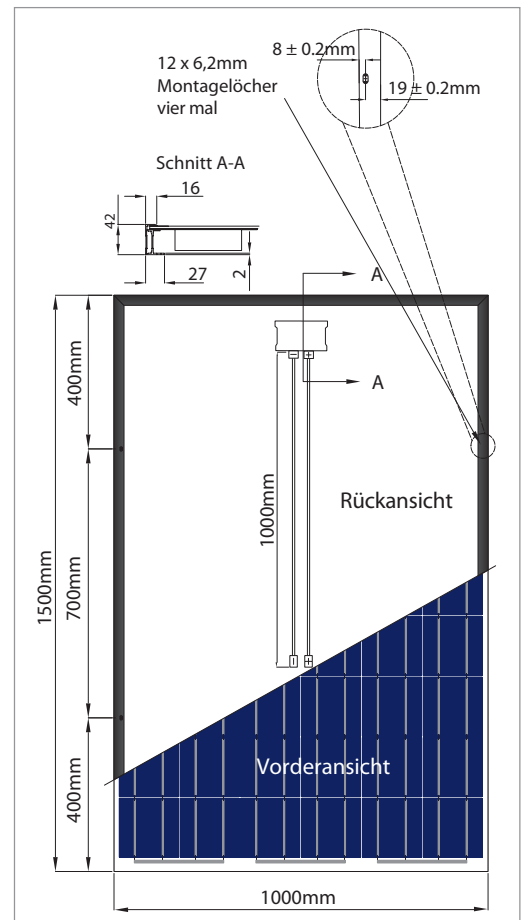 8 ± 0.2mm
12 x 6,2mm
Montagelöcher
vier mal
19 ± 0.2mm
Schnitt A-A
16
42
27
2
A
A
400mm
1000mm
Rückansicht
700mm
1500mm
Vorderansicht
400mm
1000mm